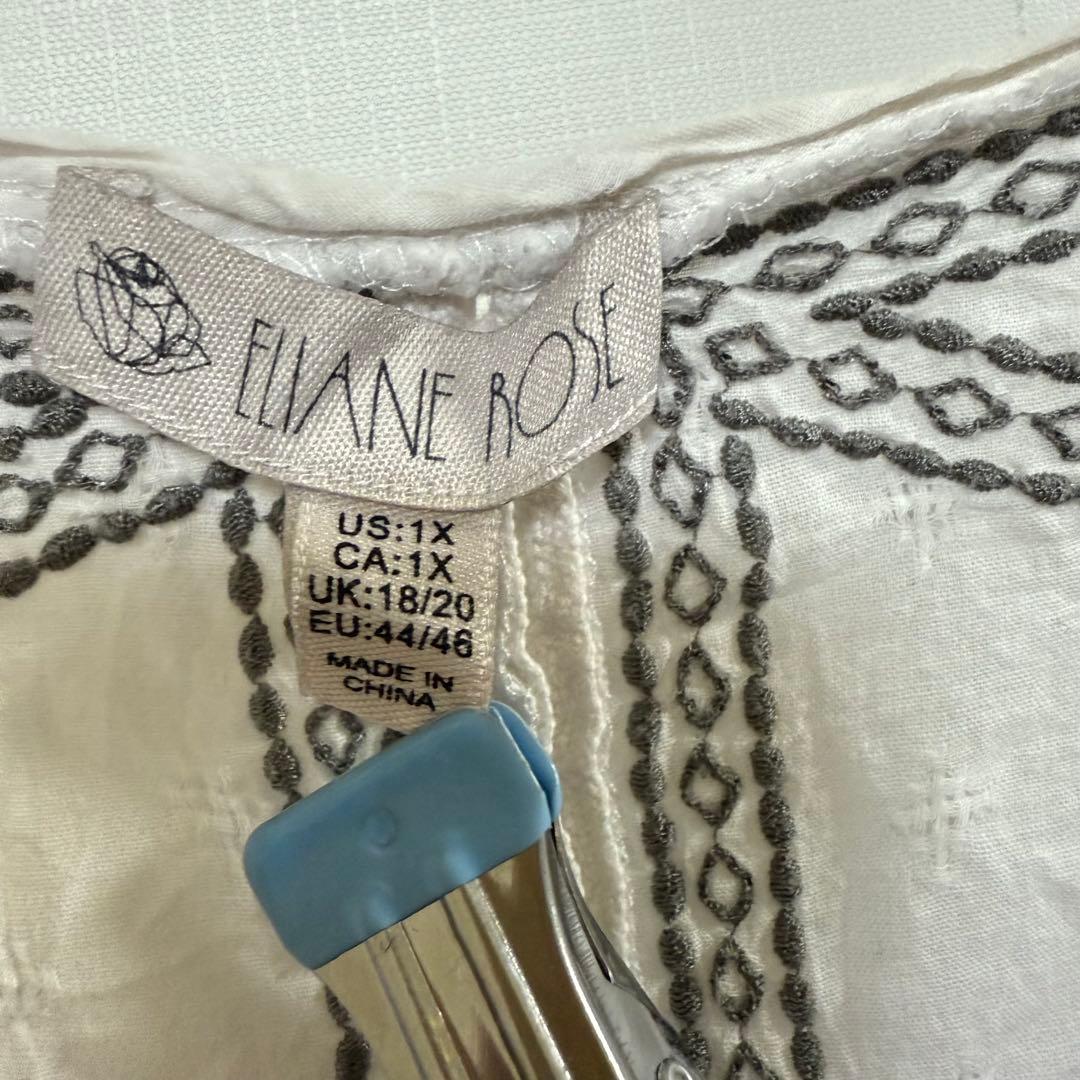 ELIANE ROSE
US:1X
CA:1X
UK:18/20
EU:44/46
MADE IN
CHINA